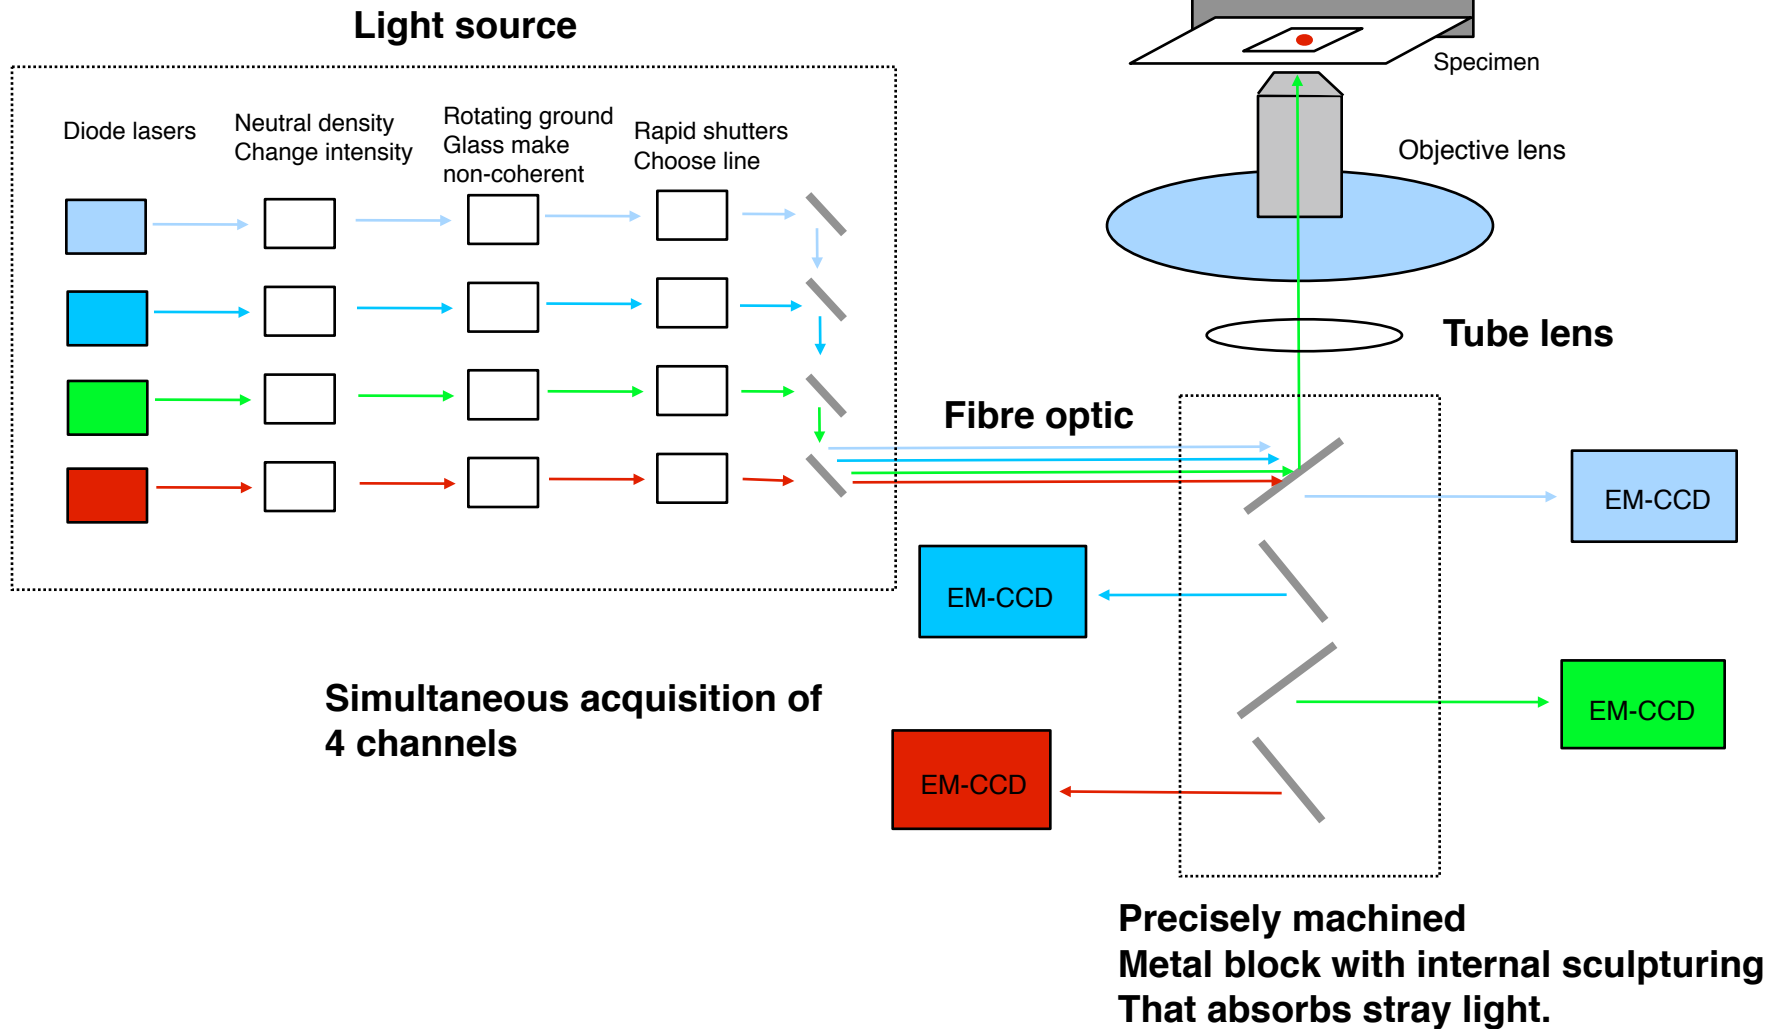 Light source
Diode lasers
Neutral density
Change intensity
Rotating ground
Glass make
non-coherent
Rapid shutters
Choose line
Specimen
Objective lens
Tube lens
Fibre optic
EM-CCD
EM-CCD
EM-CCD
EM-CCD
Simultaneous acquisition of
4 channels
Precisely machined
Metal block with internal sculpturing
That absorbs stray light.